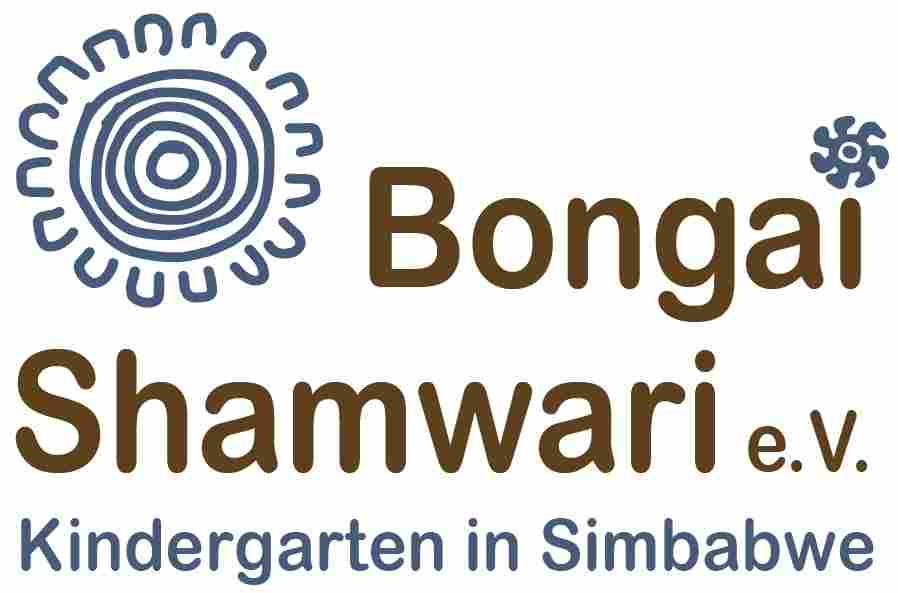 Bongai
Shamwari e.V.
Kindergarten in Simbabwe